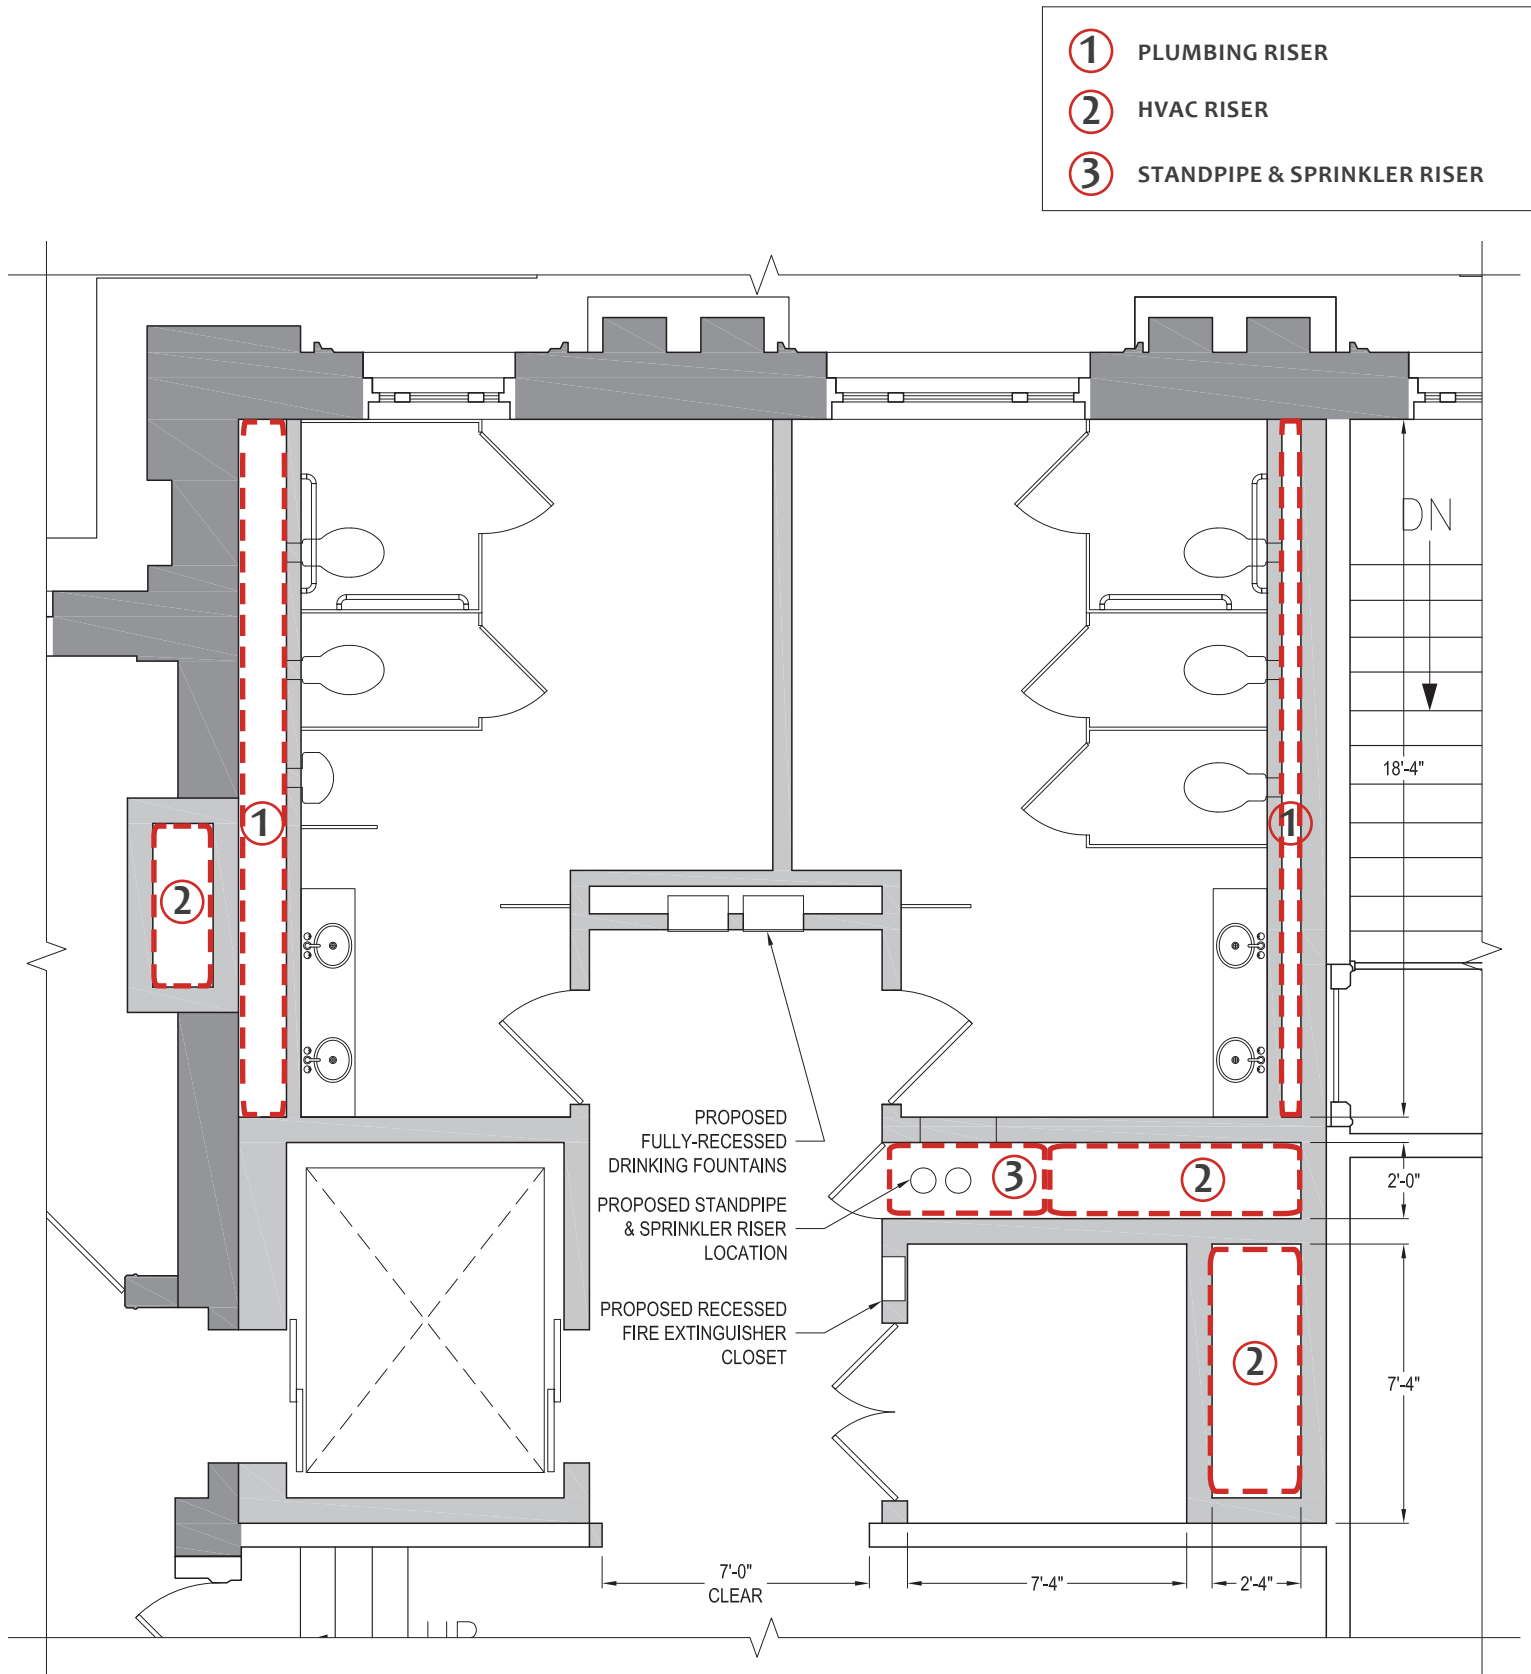 1 PLUMBING RISER
2 HVAC RISER
3 STANDPIPE & SPRINKLER RISER
DN
18'-4"
1
1
2
PROPOSED
FULLY-RECESSED
DRINKING FOUNTAINS
3
2
2'-0"
PROPOSED STANDPIPE
& SPRINKLER RISER
LOCATION
PROPOSED RECESSED
FIRE EXTINGUISHER
CLOSET
2
7'-4"
7'-0"
CLEAR
7'-4"
2'-4"
UP